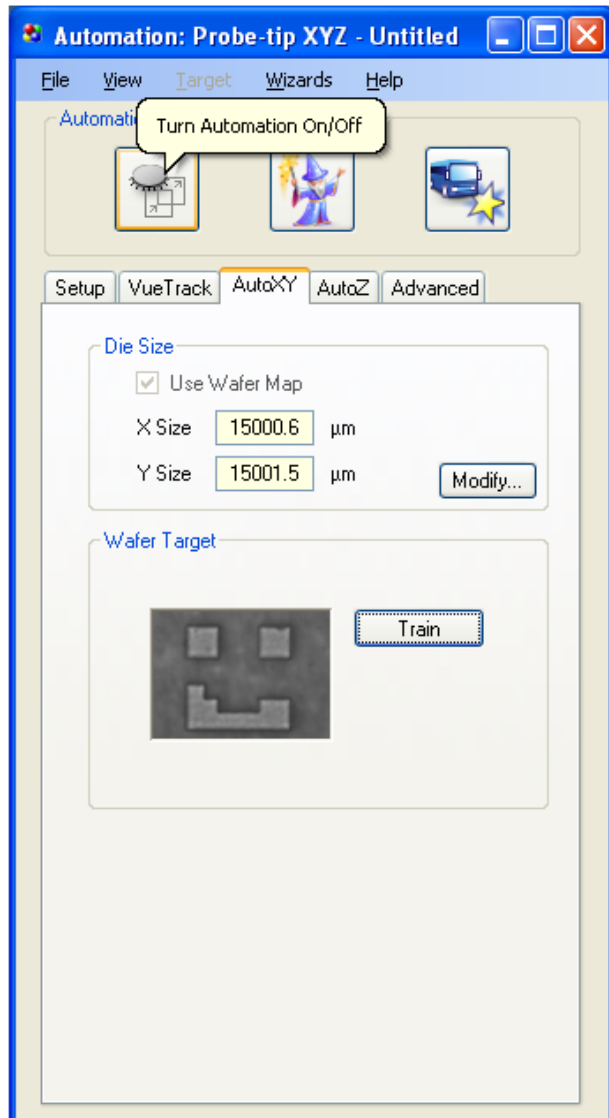 Automation: Probe-tip XYZ - Untitled
File View Target Wizards Help
Turn Automation On/Off
Setup VueTrack AutoXY AutoZ Advanced
Die Size
Use Wafer Map
X Size 15000.6 µm
Y Size 15001.5 µm
Modify...
Wafer Target
Train